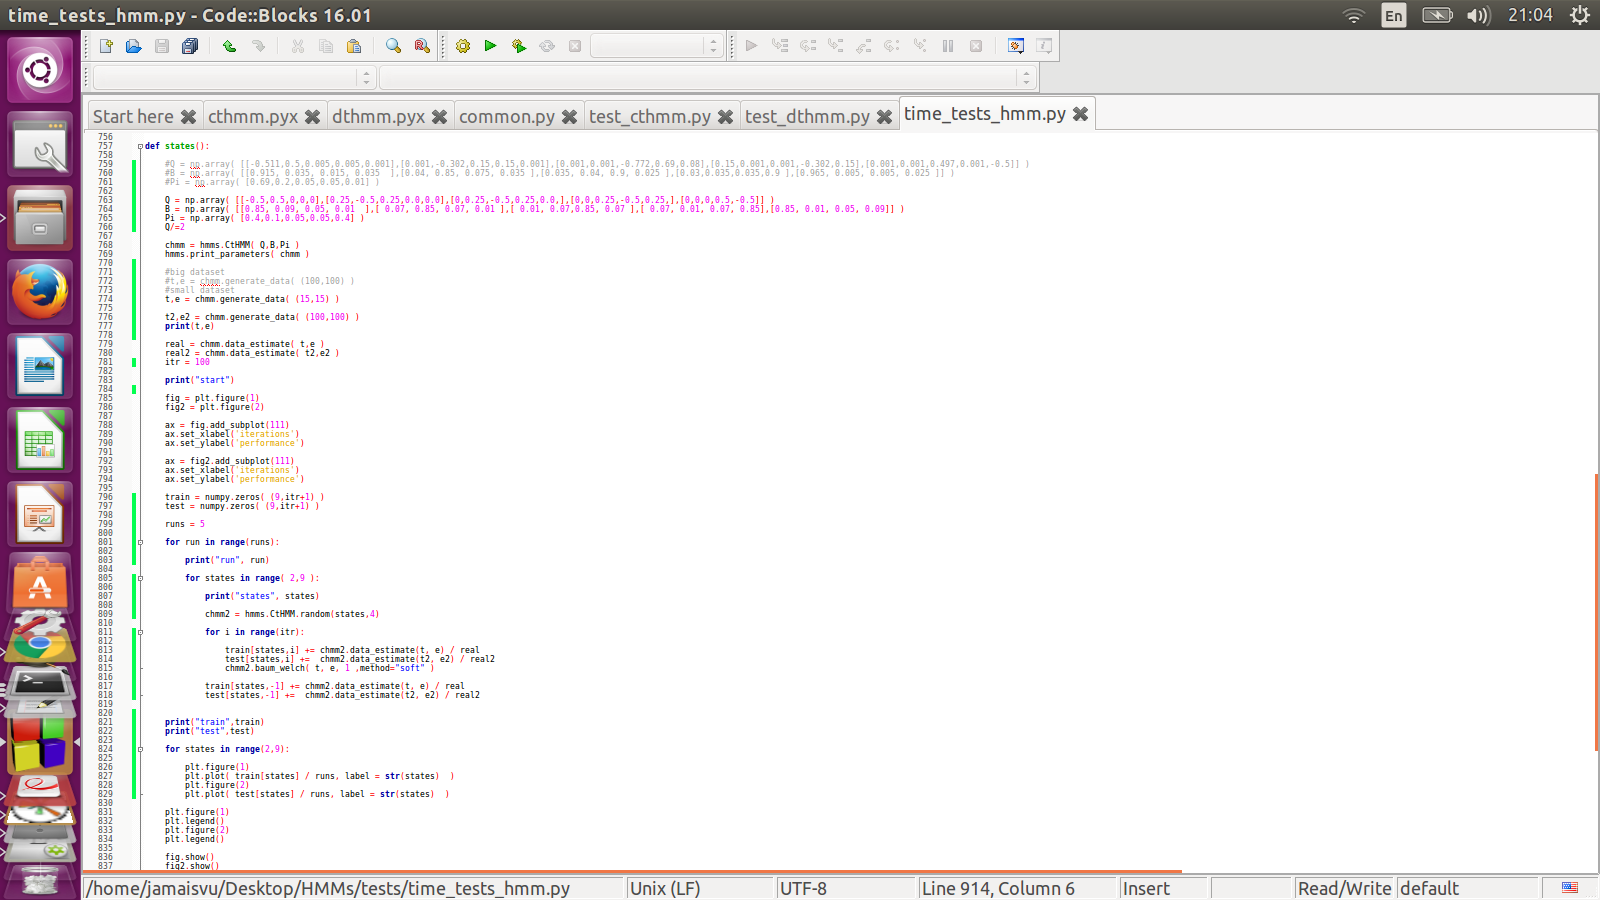 time_tests_hmm.py - Code::Blocks 16.01
En
21:04
Start here
cthmm.pyx
dthmm.pyx
common.py
test_cthmm.py
test_dthmm.py
time_tests_hmm.py
756
757 def states():
758
759 #Q = np.array( [[-0.511,0.5,0.005,0.005,0.001],[0.001,-0.302,0.15,0.15,0.001],[0.001,0.001,-0.772,0.69,0.08],[0.15,0.001,0.001,-0.302,0.15],[0.001,0.001,0.497,0.001,-0.5]] )
760 #B = np.array( [[0.915, 0.035, 0.015, 0.035  ],[0.04, 0.85, 0.075, 0.035 ],[0.035, 0.04, 0.9, 0.025 ],[0.03,0.035,0.035,0.9 ],[0.965, 0.005, 0.005, 0.025 ]] )
761 #Pi = np.array( [0.69,0.2,0.05,0.05,0.01] )
762
763 Q = np.array( [[-0.5,0.5,0,0,0],[0.25,-0.5,0.25,0.0,0.0],[0,0.25,-0.5,0.25,0.0,],[0,0,0.25,-0.5,0.25,],[0,0,0,0.5,-0.5]] )
764 B = np.array( [[0.85, 0.09, 0.05, 0.01  ],[ 0.07, 0.85, 0.07, 0.01 ],[ 0.01, 0.07,0.85, 0.07 ],[ 0.07, 0.01, 0.07, 0.85],[0.85, 0.01, 0.05, 0.09]] )
765 Pi = np.array( [0.4,0.1,0.05,0.05,0.4] )
766 Q/=2
767
768 chmm = hmms.CtHMM( Q,B,Pi )
769 hmms.print_parameters( chmm )
770
771 #big dataset
772 #t,e = chmm.generate_data( (100,100) )
773 #small dataset
774 t,e = chmm.generate_data( (15,15) )
775
776 t2,e2 = chmm.generate_data( (100,100) )
777 print(t,e)
778
779 real = chmm.data_estimate( t,e )
780 real2 = chmm.data_estimate( t2,e2 )
781 itr = 100
782
783 print("start")
784
785 fig = plt.figure(1)
786 fig2 = plt.figure(2)
787
788 ax = fig.add_subplot(111)
789 ax.set_xlabel('iterations')
790 ax.set_ylabel('performance')
791
792 ax = fig2.add_subplot(111)
793 ax.set_xlabel('iterations')
794 ax.set_ylabel('performance')
795
796 train = numpy.zeros( (9,itr+1) )
797 test = numpy.zeros( (9,itr+1) )
798
799 runs = 5
800
801 for run in range(runs):
802
803 print("run", run)
804
805 for states in range( 2,9 ):
806
807 print("states", states)
808
809 chmm2 = hmms.CtHMM.random(states,4)
810
811 for i in range(itr):
812
813 train[states,i] += chmm2.data_estimate(t, e) / real
814 test[states,i] +=  chmm2.data_estimate(t2, e2) / real2
815 chmm2.baum_welch( t, e, 1 ,method="soft" )
816
817 train[states,-1] += chmm2.data_estimate(t, e) / real
818 test[states,-1] +=  chmm2.data_estimate(t2, e2) / real2
819
820
821 print("train",train)
822 print("test",test)
823
824 for states in range(2,9):
825
826 plt.figure(1)
827 plt.plot( train[states] / runs, label = str(states)  )
828 plt.figure(2)
829 plt.plot( test[states] / runs, label = str(states)  )
830
831 plt.figure(1)
832 plt.legend()
833 plt.figure(2)
834 plt.legend()
835
836 fig.show()
837 fig2.show()
/home/jamaisvu/Desktop/HMMs/tests/time_tests_hmm.py
Unix (LF)
UTF-8
Line 914, Column 6
Insert
Read/Write
default